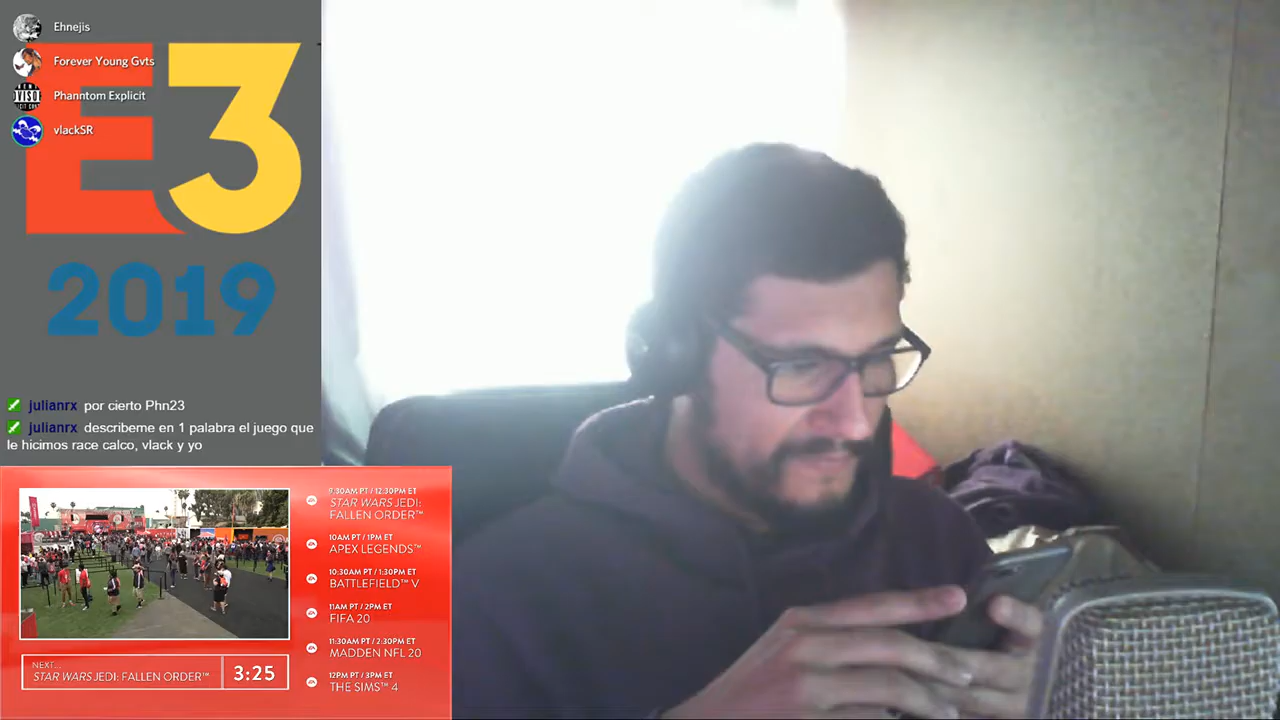 Ehnejis
Forever Young Gvts
Phanntom Explicit
vlackSR
E3
2019
julianrx por cierto Phn23
julianrx describeme en 1 palabra el juego que
le hicimos race calco, vlack y yo
9:30AM PT / 12:30PM ET
STAR WARS JEDI:
FALLEN ORDER™
10AM PT / 1PM ET
APEX LEGENDS™
10:30AM PT / 1:30PM ET
BATTLEFIELD™ V
11AM PT / 2PM ET
FIFA 20
11:30AM PT / 2:30PM ET
MADDEN NFL 20
12PM PT / 3PM ET
THE SIMS™ 4
NEXT...
STAR WARS JEDI: FALLEN ORDER™
3:25